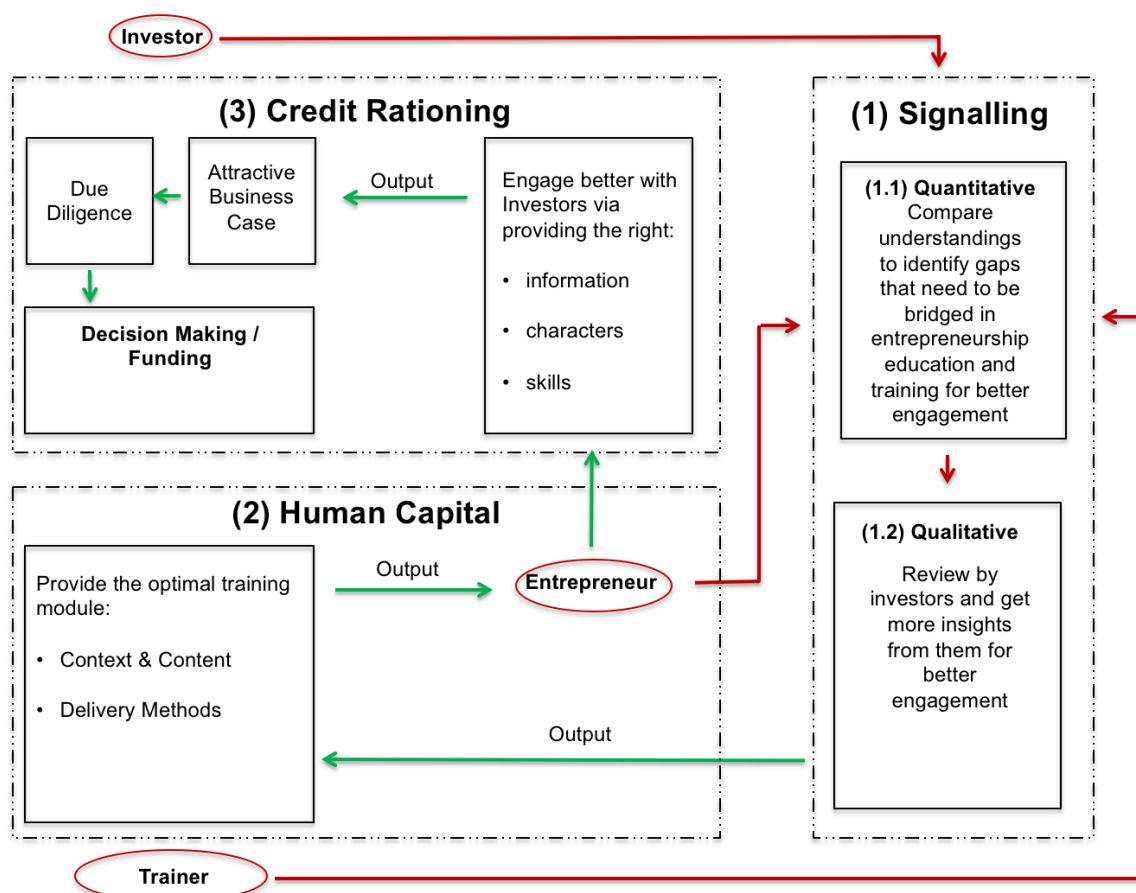 Investor
(3) Credit Rationing
Due
Diligence
Attractive
Business
Case
Output
Engage better with
Investors via
providing the right:
• information
• characters
• skills
Decision Making /
Funding
(1) Signalling
(1.1) Quantitative
Compare
understandings
to identify gaps
that need to be
bridged in
entrepreneurship
education and
training for better
engagement
(1.2) Qualitative
Review by
investors and get
more insights
from them for
better
engagement
(2) Human Capital
Provide the optimal training
module:
• Context & Content
• Delivery Methods
Output
Entrepreneur
Output
Trainer